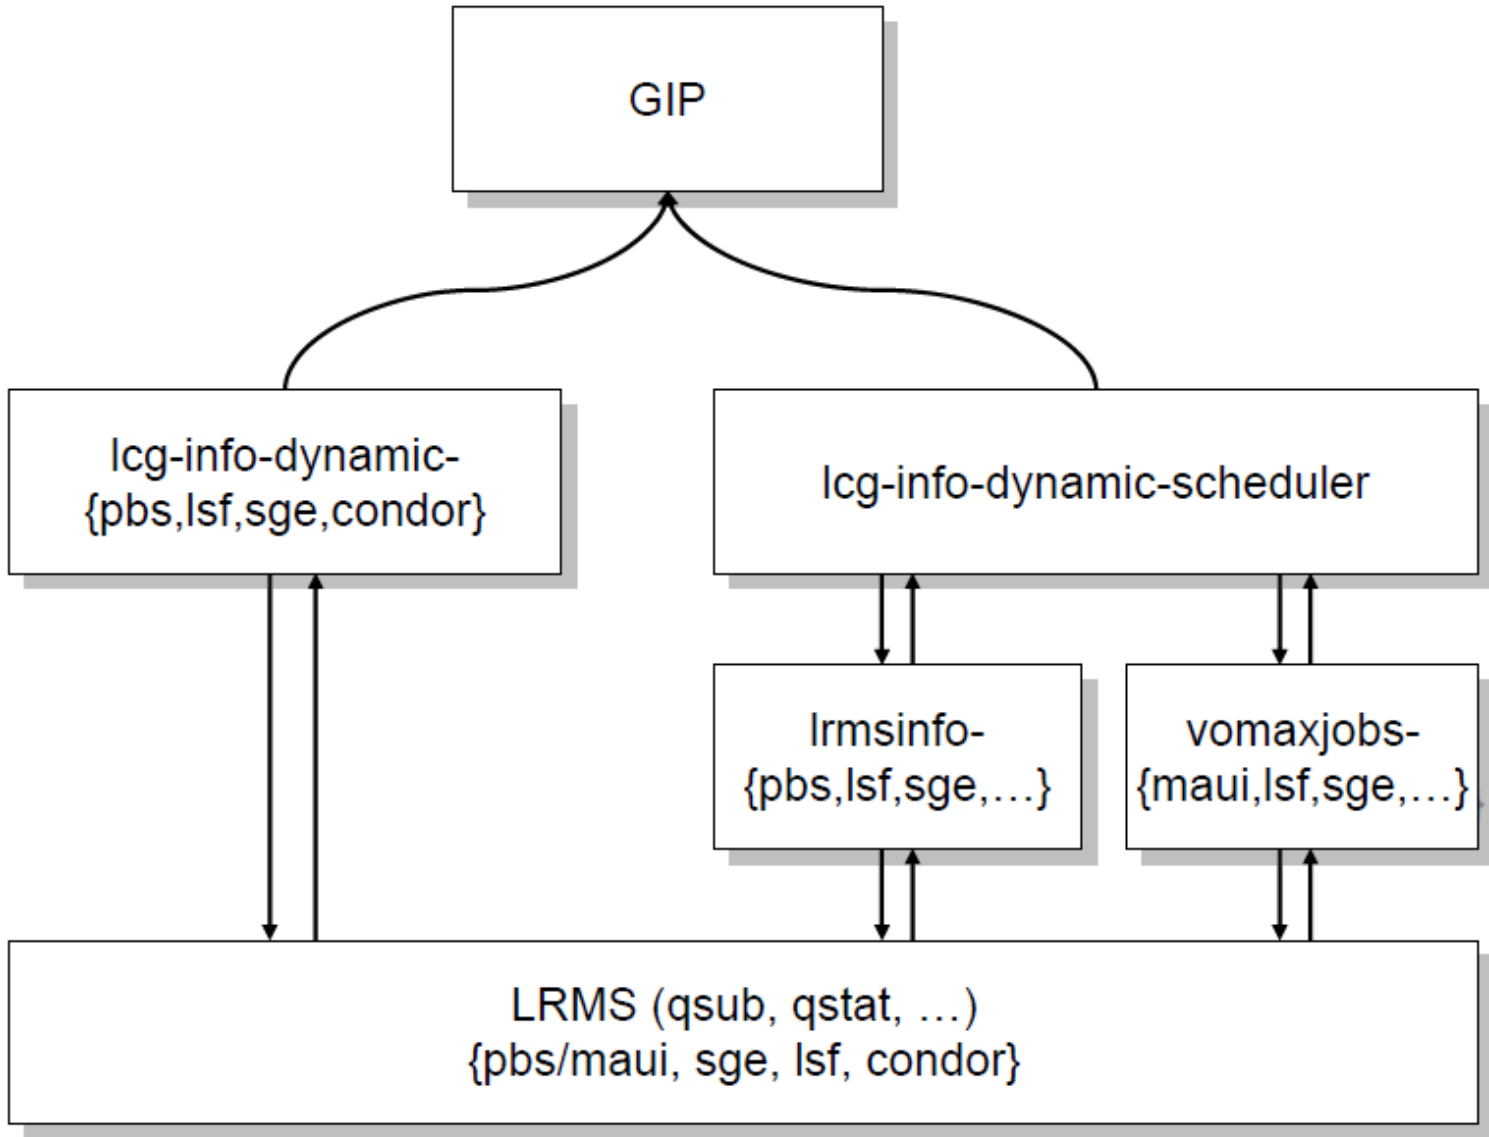 GIP
lcg-info-dynamic-
{pbs,lsf,sge,condor}
lcg-info-dynamic-scheduler
lrmsinfo-
{pbs,lsf,sge,…}
vomaxjobs-
{maui,lsf,sge,…}
LRMS (qsub, qstat, …)
{pbs/maui, sge, lsf, condor}